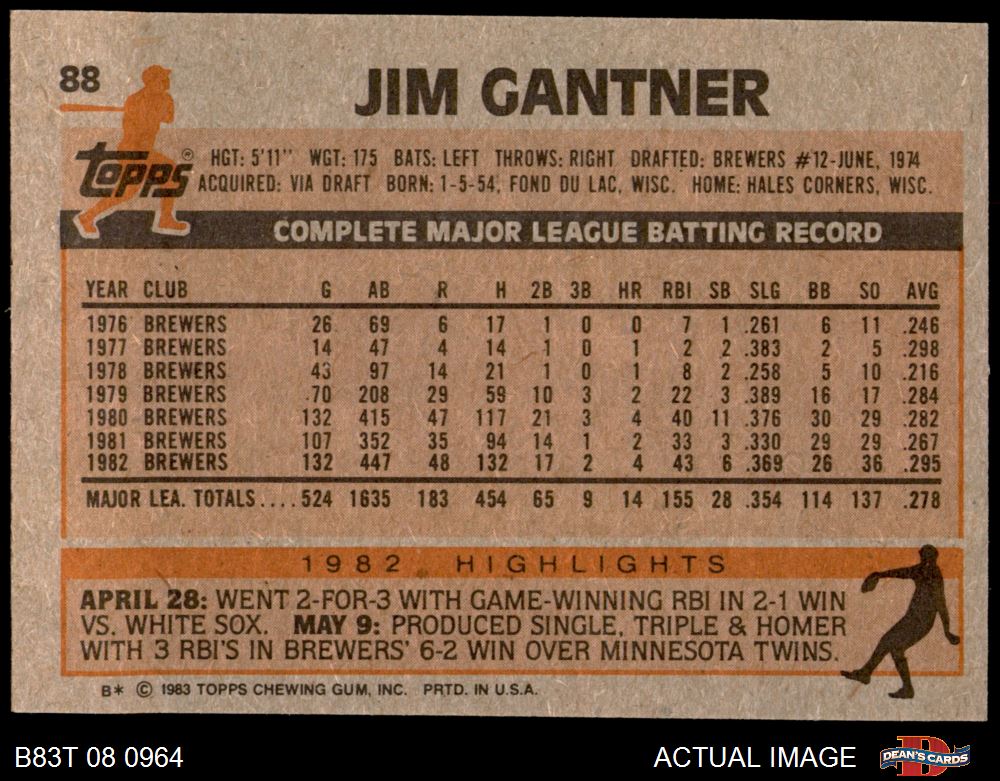 88
JIM GANTNER
topps®
HGT: 5'11" WGT: 175 BATS: LEFT THROWS: RIGHT DRAFTED: BREWERS #12-JUNE, 1974
ACQUIRED: VIA DRAFT BORN: 1-5-54, FOND DU LAC, WISC. HOME: HALES CORNERS, WISC.
COMPLETE MAJOR LEAGUE BATTING RECORD
YEAR CLUB G AB R H 2B 3B HR RBI SB SLG BB SO AVG
1976 BREWERS 26 69 6 17 1 0 0 7 1 .261 6 11 .246
1977 BREWERS 14 47 4 14 1 0 1 2 2 .383 2 5 .298
1978 BREWERS 43 97 14 21 1 0 1 8 2 .258 5 10 .216
1979 BREWERS 70 208 29 59 10 3 2 22 3 .389 16 17 .284
1980 BREWERS 132 415 47 117 21 3 4 40 11 .376 30 29 .282
1981 BREWERS 107 352 35 94 14 1 2 33 3 .330 29 29 .267
1982 BREWERS 132 447 48 132 17 2 4 43 6 .369 26 36 .295
MAJOR LEA. TOTALS.... 524 1635 183 454 65 9 14 155 28 .354 114 137 .278
1982 HIGHLIGHTS
APRIL 28: WENT 2-FOR-3 WITH GAME-WINNING RBI IN 2-1 WIN
VS. WHITE SOX. MAY 9: PRODUCED SINGLE, TRIPLE & HOMER
WITH 3 RBI'S IN BREWERS' 6-2 WIN OVER MINNESOTA TWINS.
B* © 1983 TOPPS CHEWING GUM, INC. PRTD. IN U.S.A.
B83T 08 0964
ACTUAL IMAGE
D
DEAN'S CARDS